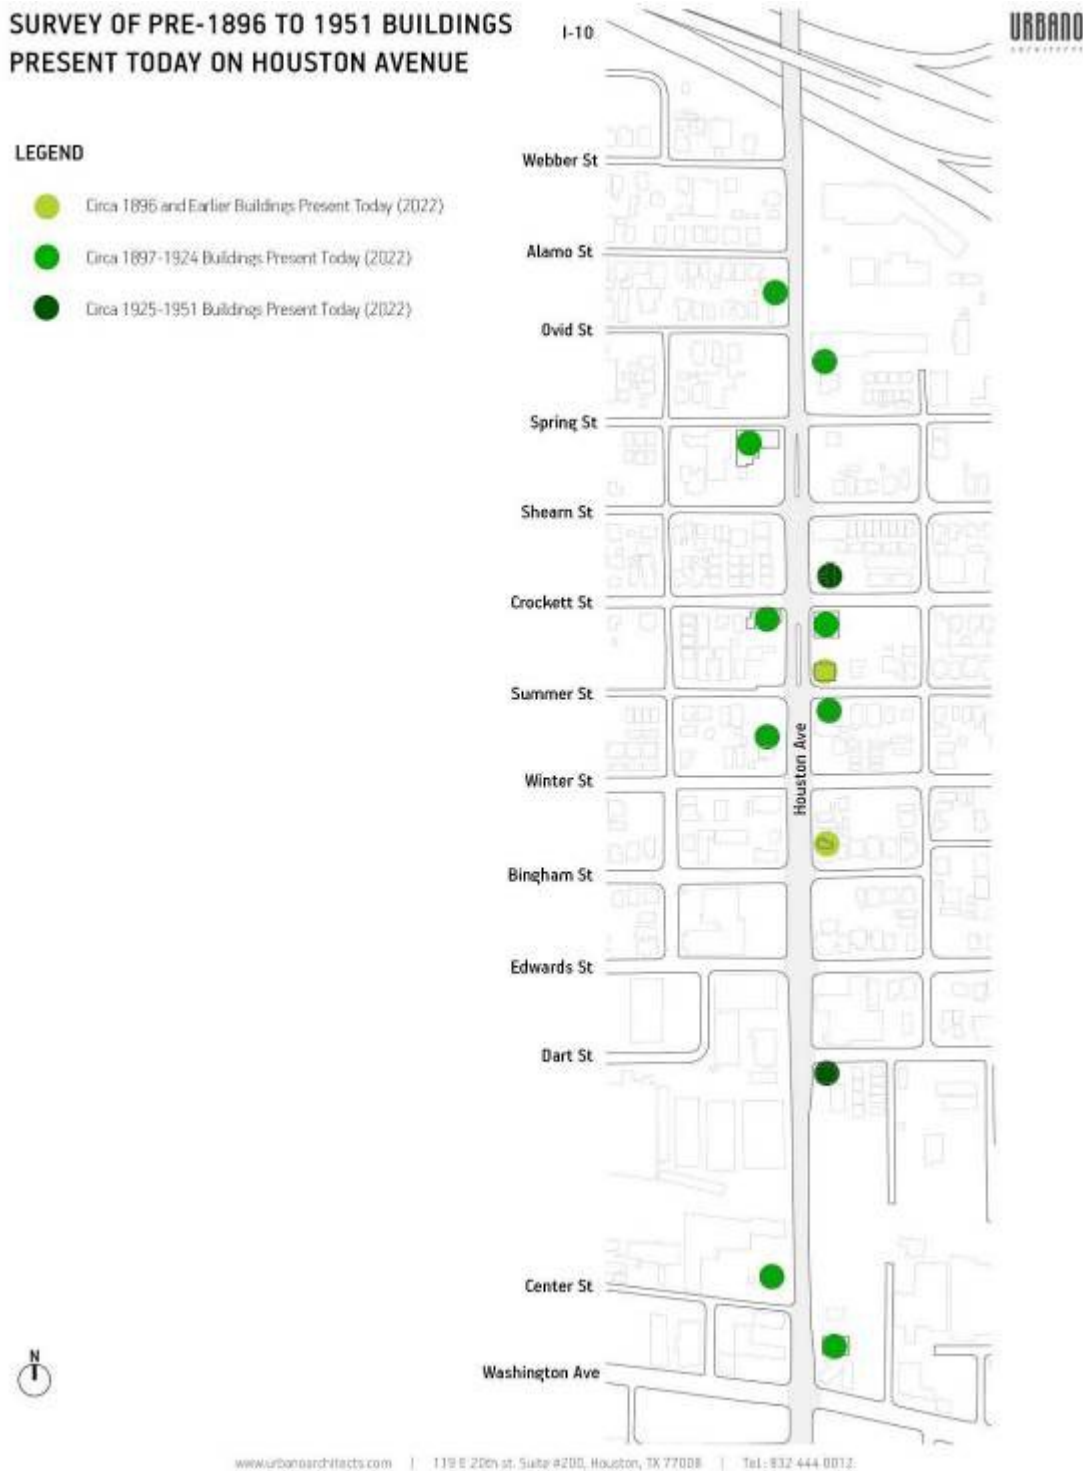 SURVEY OF PRE-1896 TO 1951 BUILDINGS
PRESENT TODAY ON HOUSTON AVENUE
URBANO
architects
LEGEND
Circa 1896 and Earlier Buildings Present Today (2022)
Circa 1897-1924 Buildings Present Today (2022)
Circa 1925-1951 Buildings Present Today (2022)
I-10
Webber St
Alamo St
Ovid St
Spring St
Shearn St
Crockett St
Summer St
Houston Ave
Winter St
Bingham St
Edwards St
Dart St
Center St
Washington Ave
N
www.urbanoarchitects.com | 119 E 20th st. Suite #200, Houston, TX 77008 | Tel: 832 444 0012